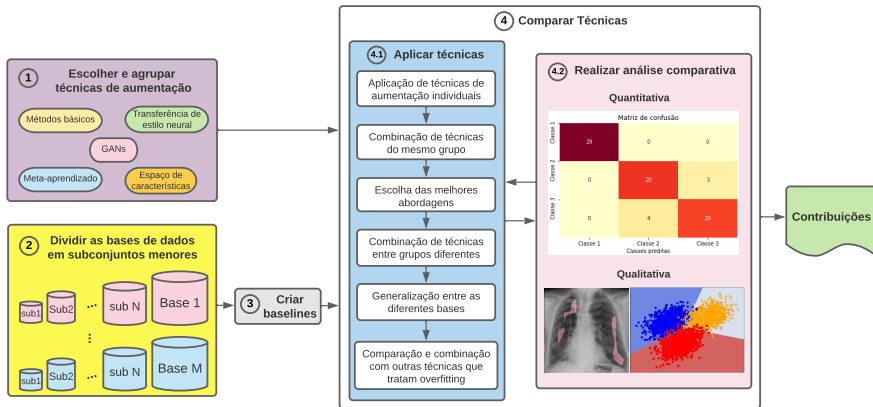 1
Escolher e agrupar
técnicas de aumentação
Métodos básicos
Transferência de
estilo neural
GANs
Meta-aprendizado
Espaço de
características
2
Dividir as bases de dados
em subconjuntos menores
sub1
Sub2
...
sub N
Base 1
...
sub1
Sub2
...
sub N
Base M
3
Criar
baselines
4
Comparar Técnicas
4.1
Aplicar técnicas
Aplicação de técnicas de
aumentação individuais
Combinação de técnicas
do mesmo grupo
Escolha das melhores
abordagens
Combinação de técnicas
entre grupos diferentes
Generalização entre as
diferentes bases
Comparação e combinação
com outras técnicas que
tratam overfitting
4.2
Realizar análise comparativa
Quantitativa
Matriz de confusão
Classe 1
29
0
0
Classe 2
0
20
3
Classe 3
0
4
19
Classe 1
Classe 2
Classe 3
Classes preditas
Qualitativa
Contribuições